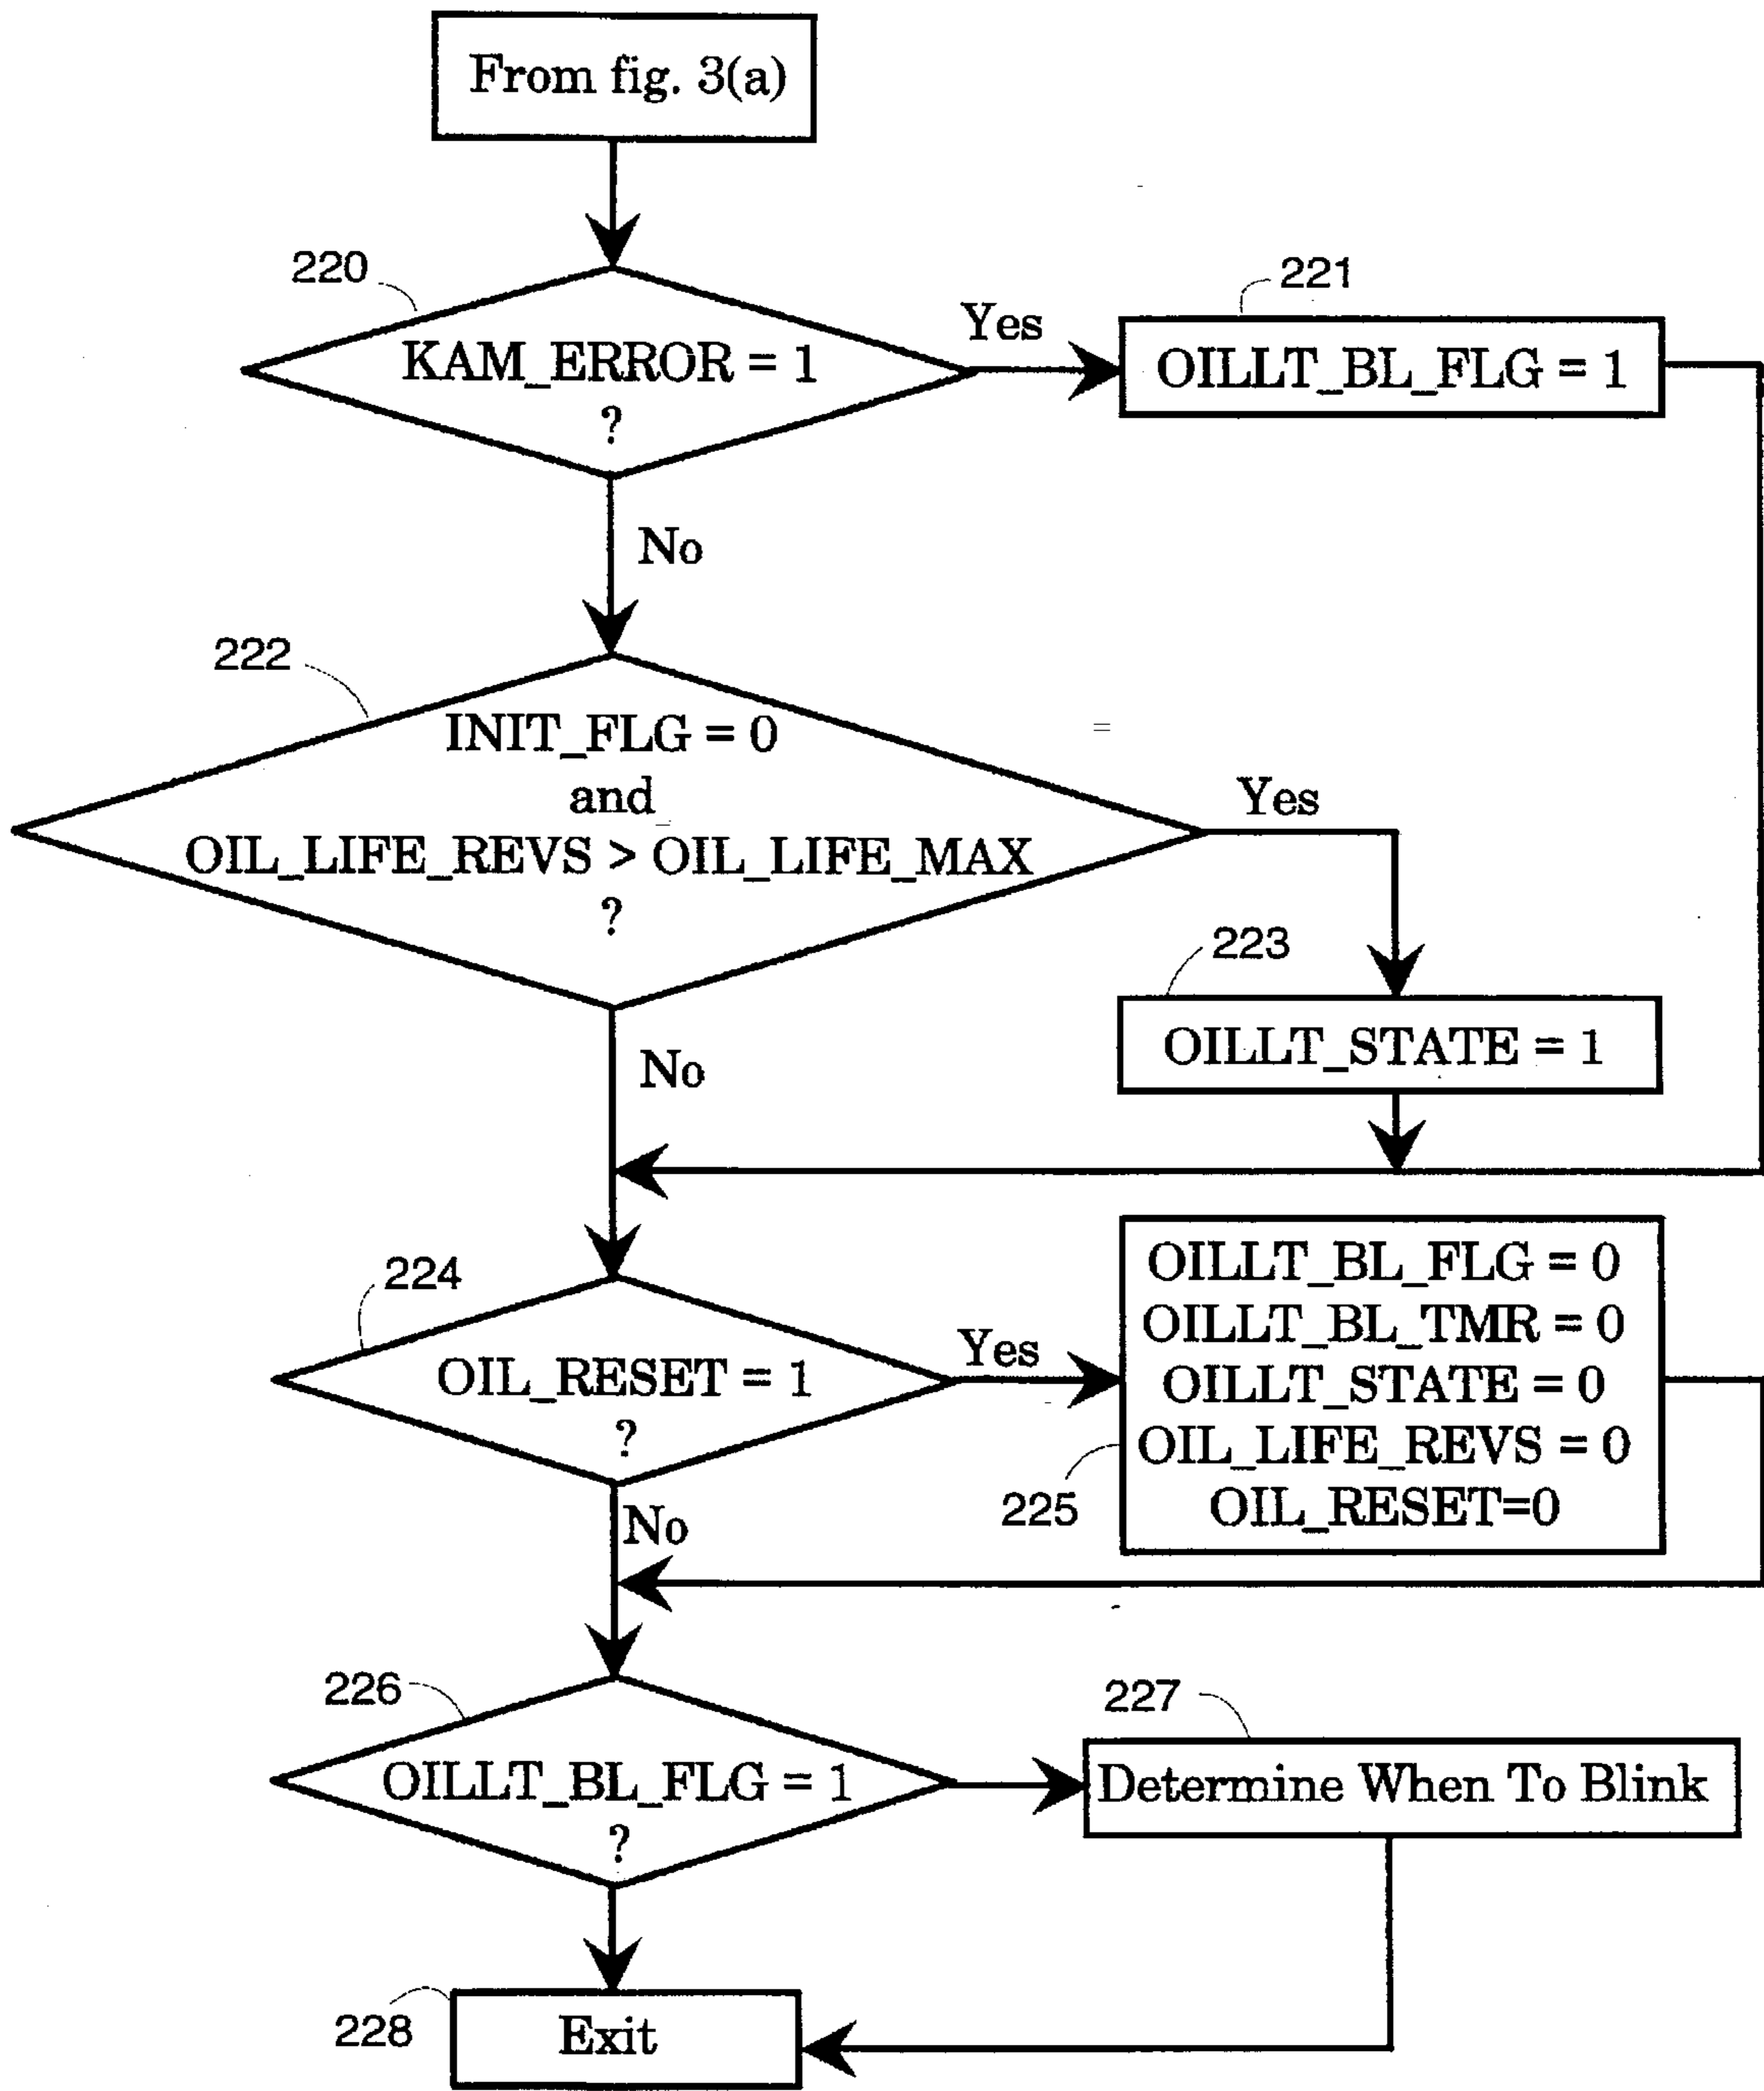 From fig. 3(a)
220
KAM_ERROR = 1
?
Yes
221
OILLT_BL_FLG = 1
No
222
INIT_FLG = 0
and
OIL_LIFE_REVS > OIL_LIFE_MAX
?
Yes
223
OILLT_STATE = 1
No
224
OIL_RESET = 1
?
Yes
OILLT_BL_FLG = 0
OILLT_BL_TMR = 0
OILLT_STATE = 0
OIL_LIFE_REVS = 0
OIL_RESET=0
225
No
226
OILLT_BL_FLG = 1
?
227
Determine When To Blink
228
Exit